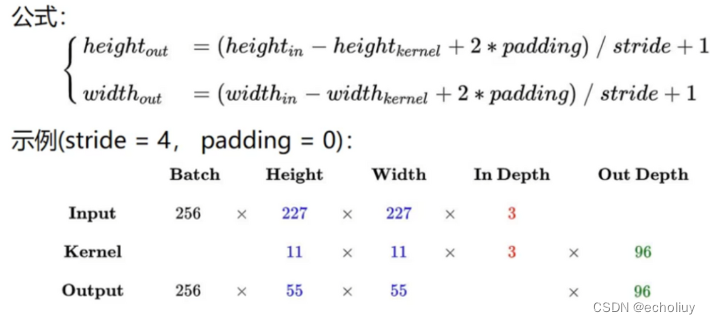 公式:
height_out = (height_in − height_kernel + 2 * padding) / stride + 1
width_out = (width_in − width_kernel + 2 * padding) / stride + 1
示例(stride = 4, padding = 0):
Batch Height Width In Depth Out Depth
Input 256 × 227 × 227 × 3
Kernel 11 × 11 × 3 × 96
Output 256 × 55 × 55 × 96
CSDN @echoliuy